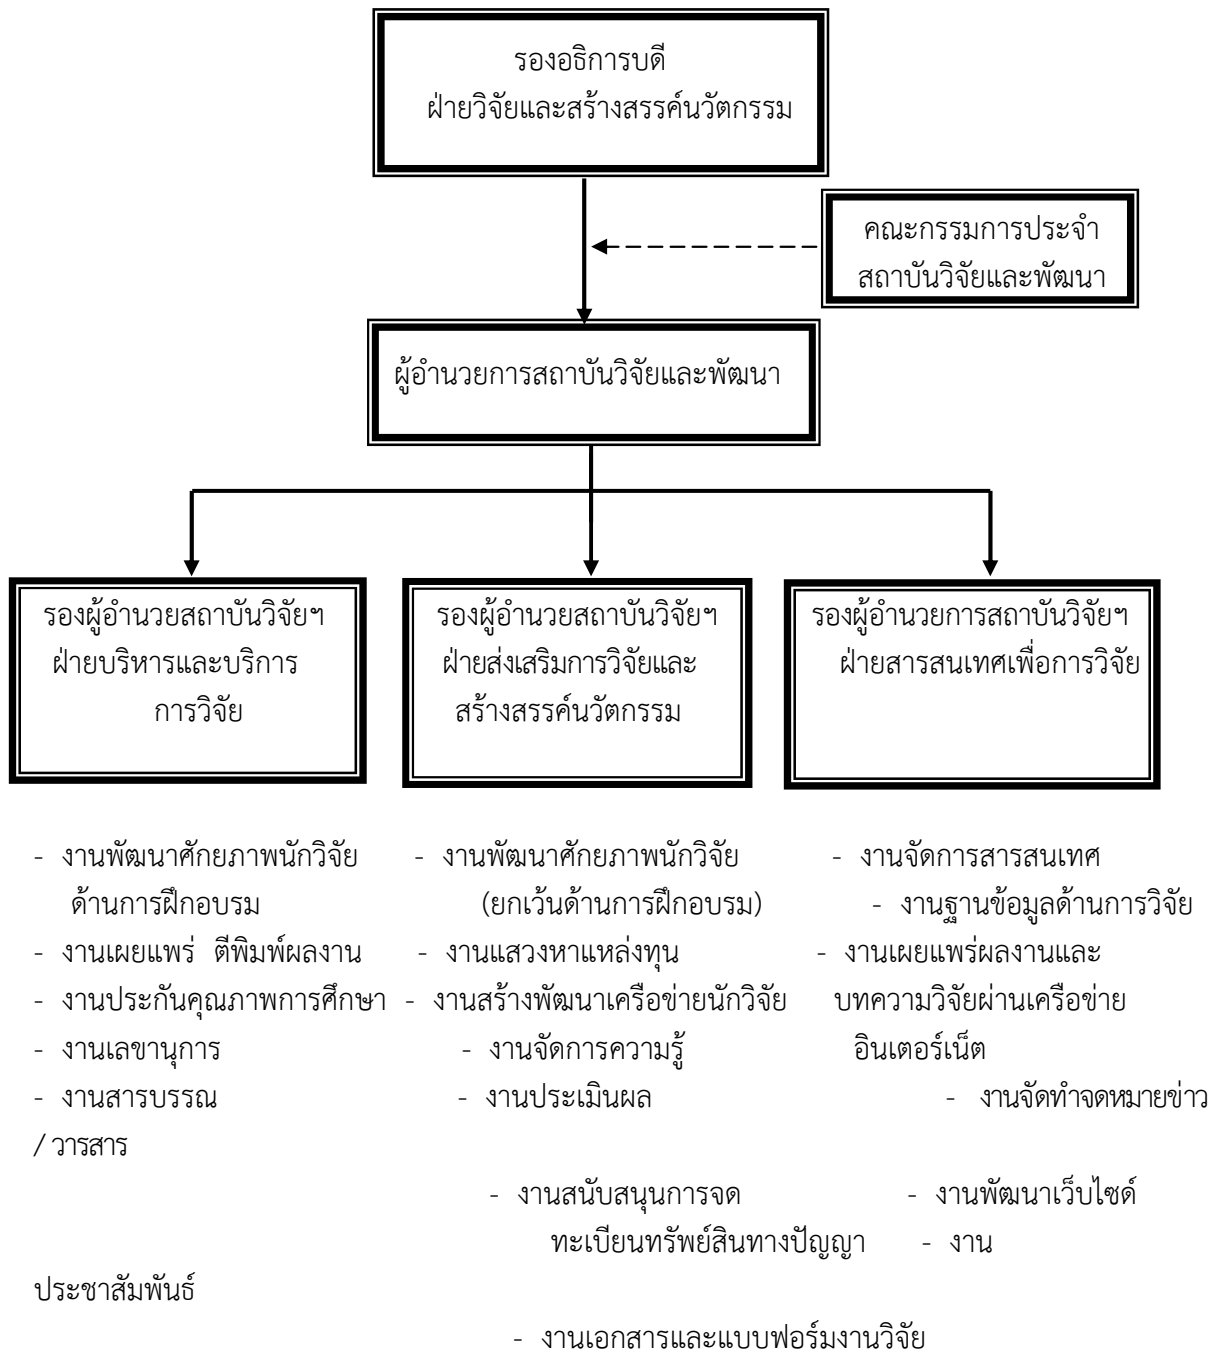 รองอธิการบดี
ฝ่ายวิจัยและสร้างสรรค์นวัตกรรม
คณะกรรมการประจำ
สถาบันวิจัยและพัฒนา
ผู้อำนวยการสถาบันวิจัยและพัฒนา
รองผู้อำนวยสถาบันวิจัยฯ
ฝ่ายบริหารและบริการ
การวิจัย
รองผู้อำนวยสถาบันวิจัยฯ
ฝ่ายส่งเสริมการวิจัยและ
สร้างสรรค์นวัตกรรม
รองผู้อำนวยการสถาบันวิจัยฯ
ฝ่ายสารสนเทศเพื่อการวิจัย
- งานพัฒนาศักยภาพนักวิจัย - งานพัฒนาศักยภาพนักวิจัย - งานจัดการสารสนเทศ
ด้านการฝึกอบรม (ยกเว้นด้านการฝึกอบรม) - งานฐานข้อมูลด้านการวิจัย
- งานเผยแพร่ ตีพิมพ์ผลงาน - งานแสวงหาแหล่งทุน - งานเผยแพร่ผลงานและ
- งานประกันคุณภาพการศึกษา - งานสร้างพัฒนาเครือข่ายนักวิจัย บทความวิจัยผ่านเครือข่าย
- งานเลขานุการ - งานจัดการความรู้ อินเตอร์เน็ต
- งานสารบรรณ - งานประเมินผล - งานจัดทำจดหมายข่าว
/ วารสาร
- งานสนับสนุนการจด - งานพัฒนาเว็บไซด์
ทะเบียนทรัพย์สินทางปัญญา - งาน
ประชาสัมพันธ์
- งานเอกสารและแบบฟอร์มงานวิจัย